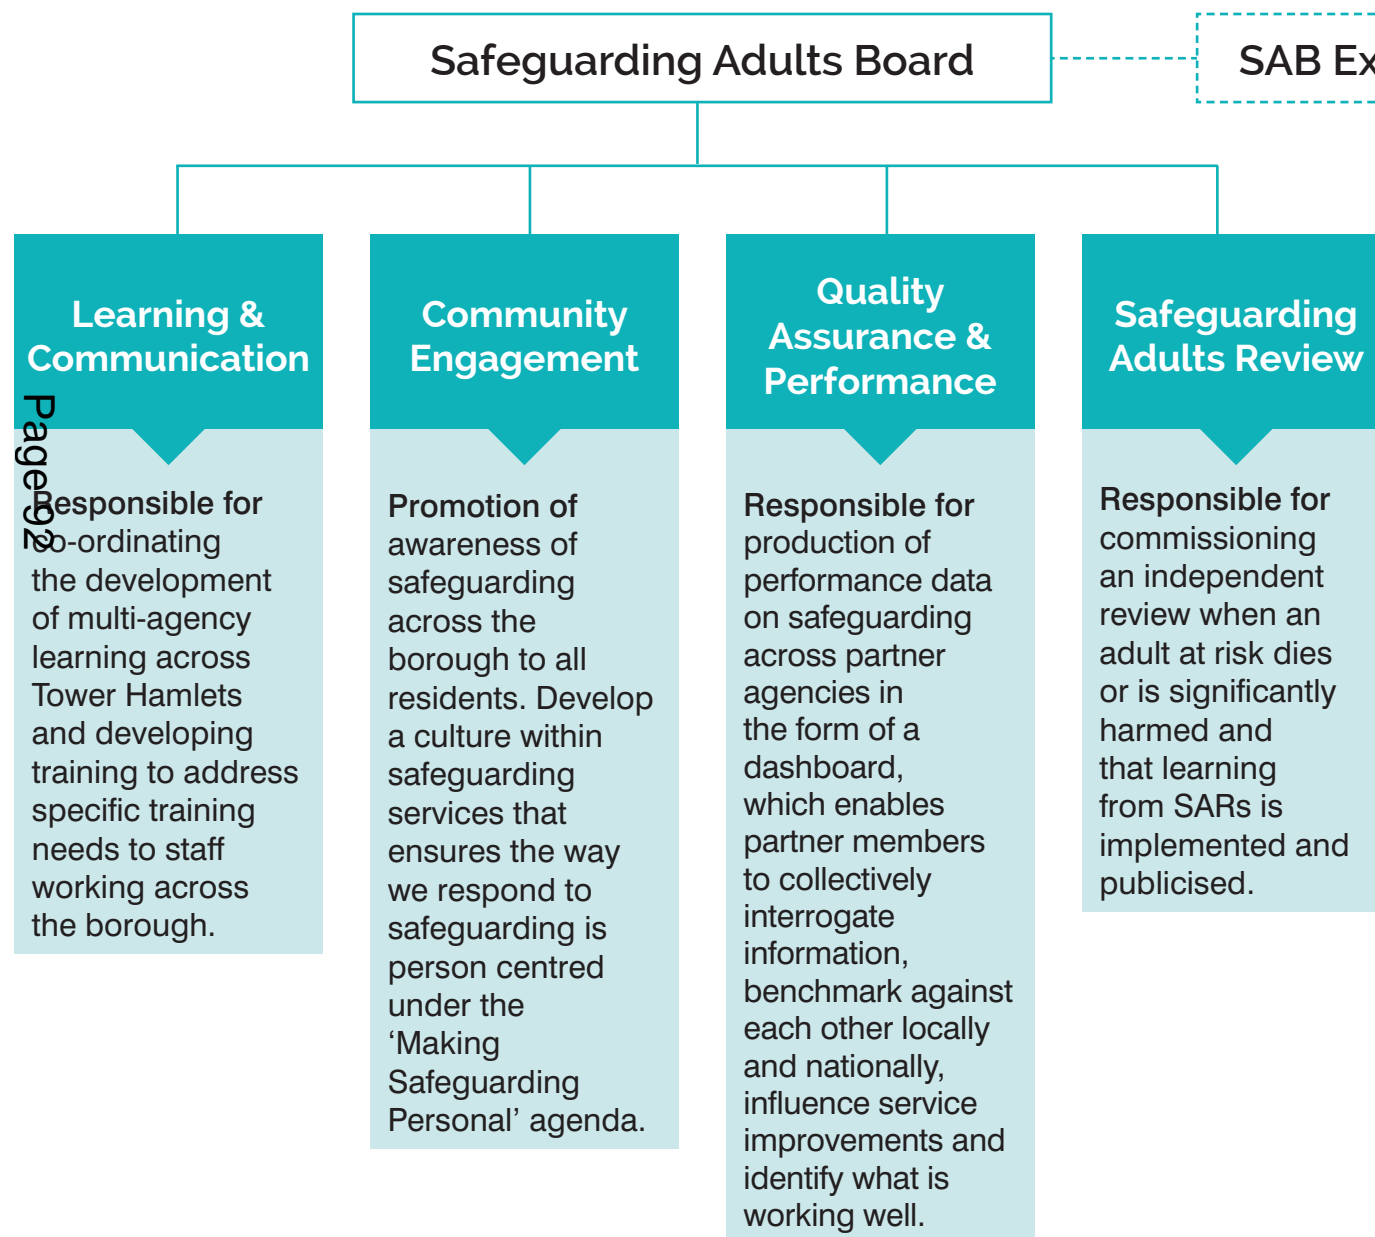 Safeguarding Adults Board
SAB Ex
Learning &
Communication
Responsible for
co-ordinating
the development
of multi-agency
learning across
Tower Hamlets
and developing
training to address
specific training
needs to staff
working across
the borough.
Community
Engagement
Promotion of
awareness of
safeguarding
across the
borough to all
residents. Develop
a culture within
safeguarding
services that
ensures the way
we respond to
safeguarding is
person centred
under the
‘Making
Safeguarding
Personal’ agenda.
Quality
Assurance &
Performance
Responsible for
production of
performance data
on safeguarding
across partner
agencies in
the form of a
dashboard,
which enables
partner members
to collectively
interrogate
information,
benchmark against
each other locally
and nationally,
influence service
improvements and
identify what is
working well.
Safeguarding
Adults Review
Responsible for
commissioning
an independent
review when an
adult at risk dies
or is significantly
harmed and
that learning
from SARs is
implemented and
publicised.
Page 92